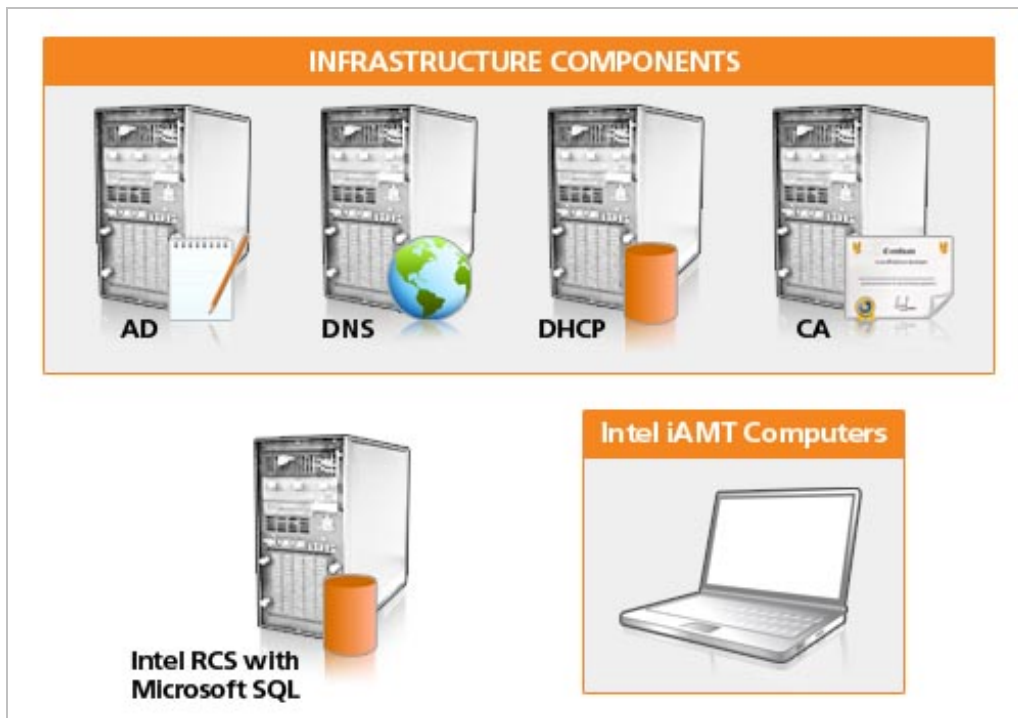 INFRASTRUCTURE COMPONENTS
AD
DNS
DHCP
CA
Intel RCS with
Microsoft SQL
Intel iAMT Computers